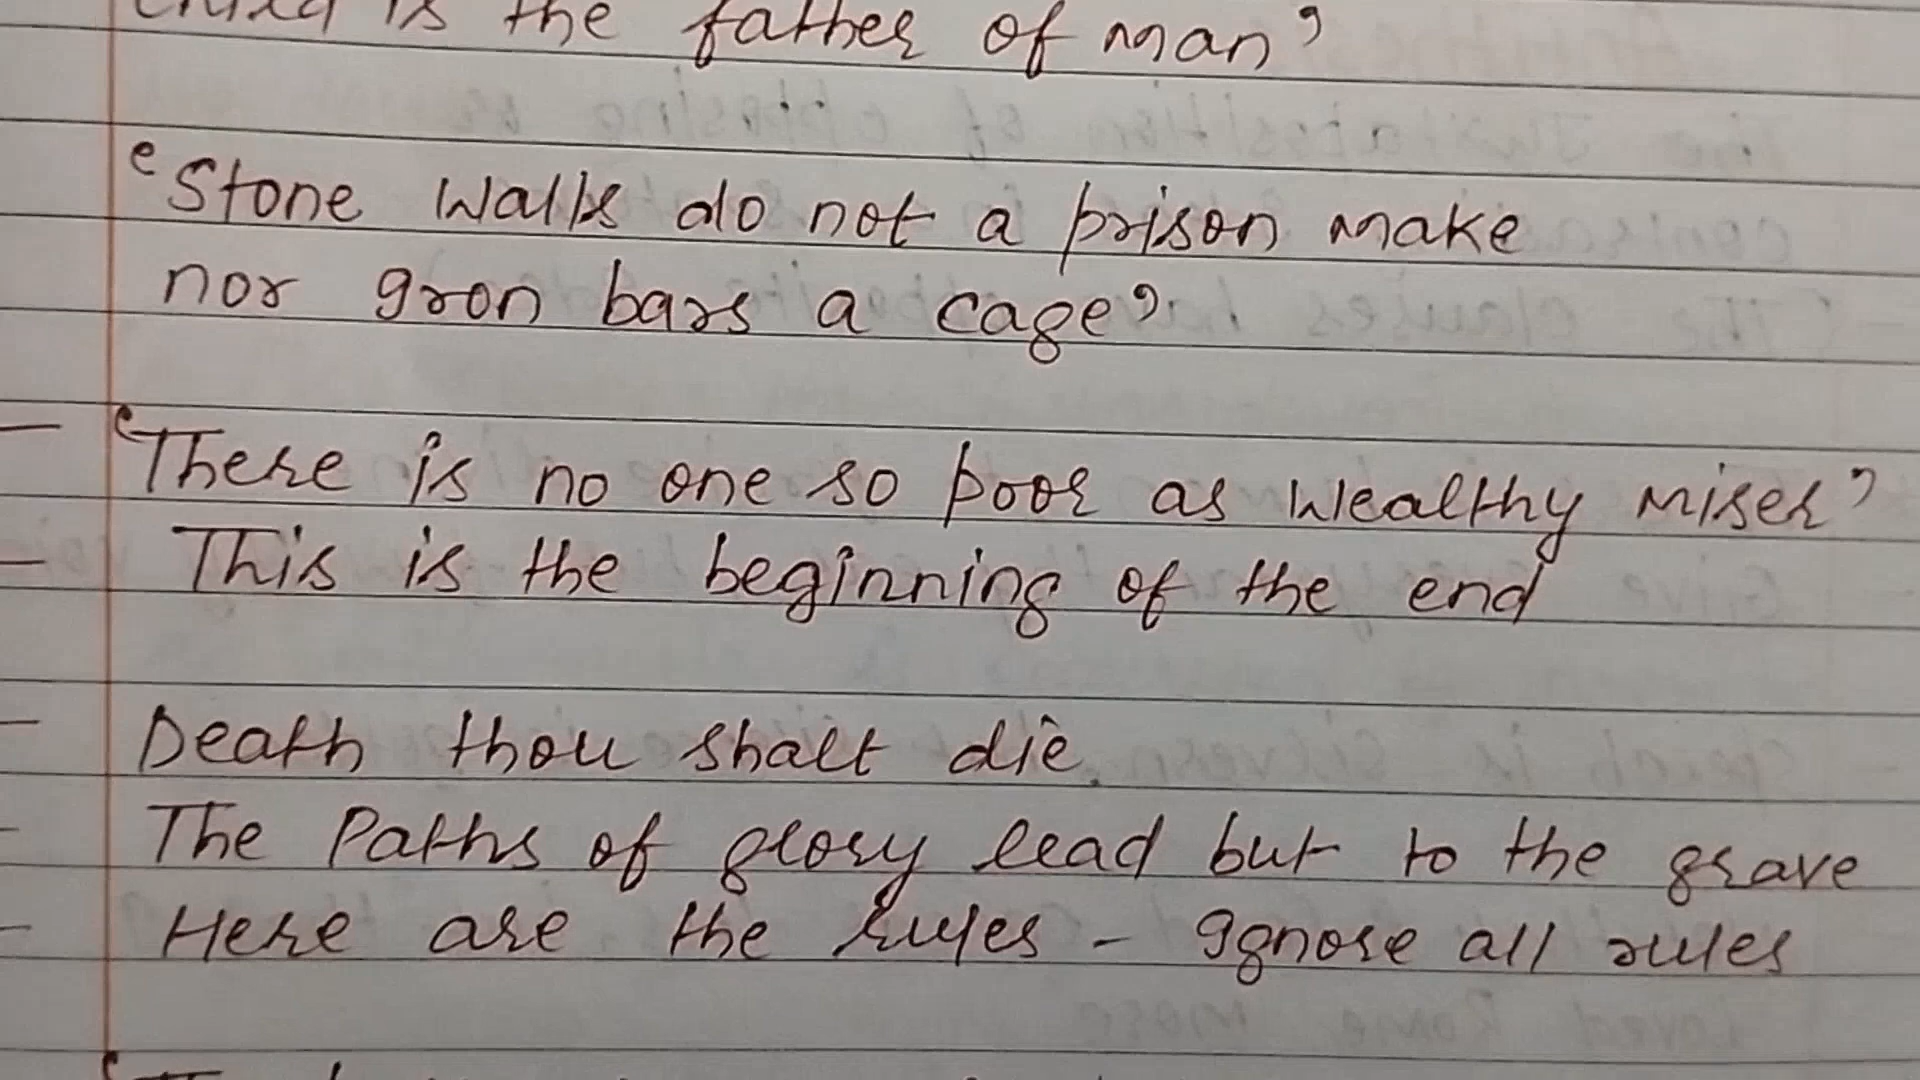 child is the father of man'
'Stone walls do not a prison make
nor Iron bars a cage'.
- 'There is no one so poor as wealthy miser'
- This is the beginning of the end
- Death thou shalt die.
- The Paths of glory lead but to the grave
- Here are the rules - Ignore all rules